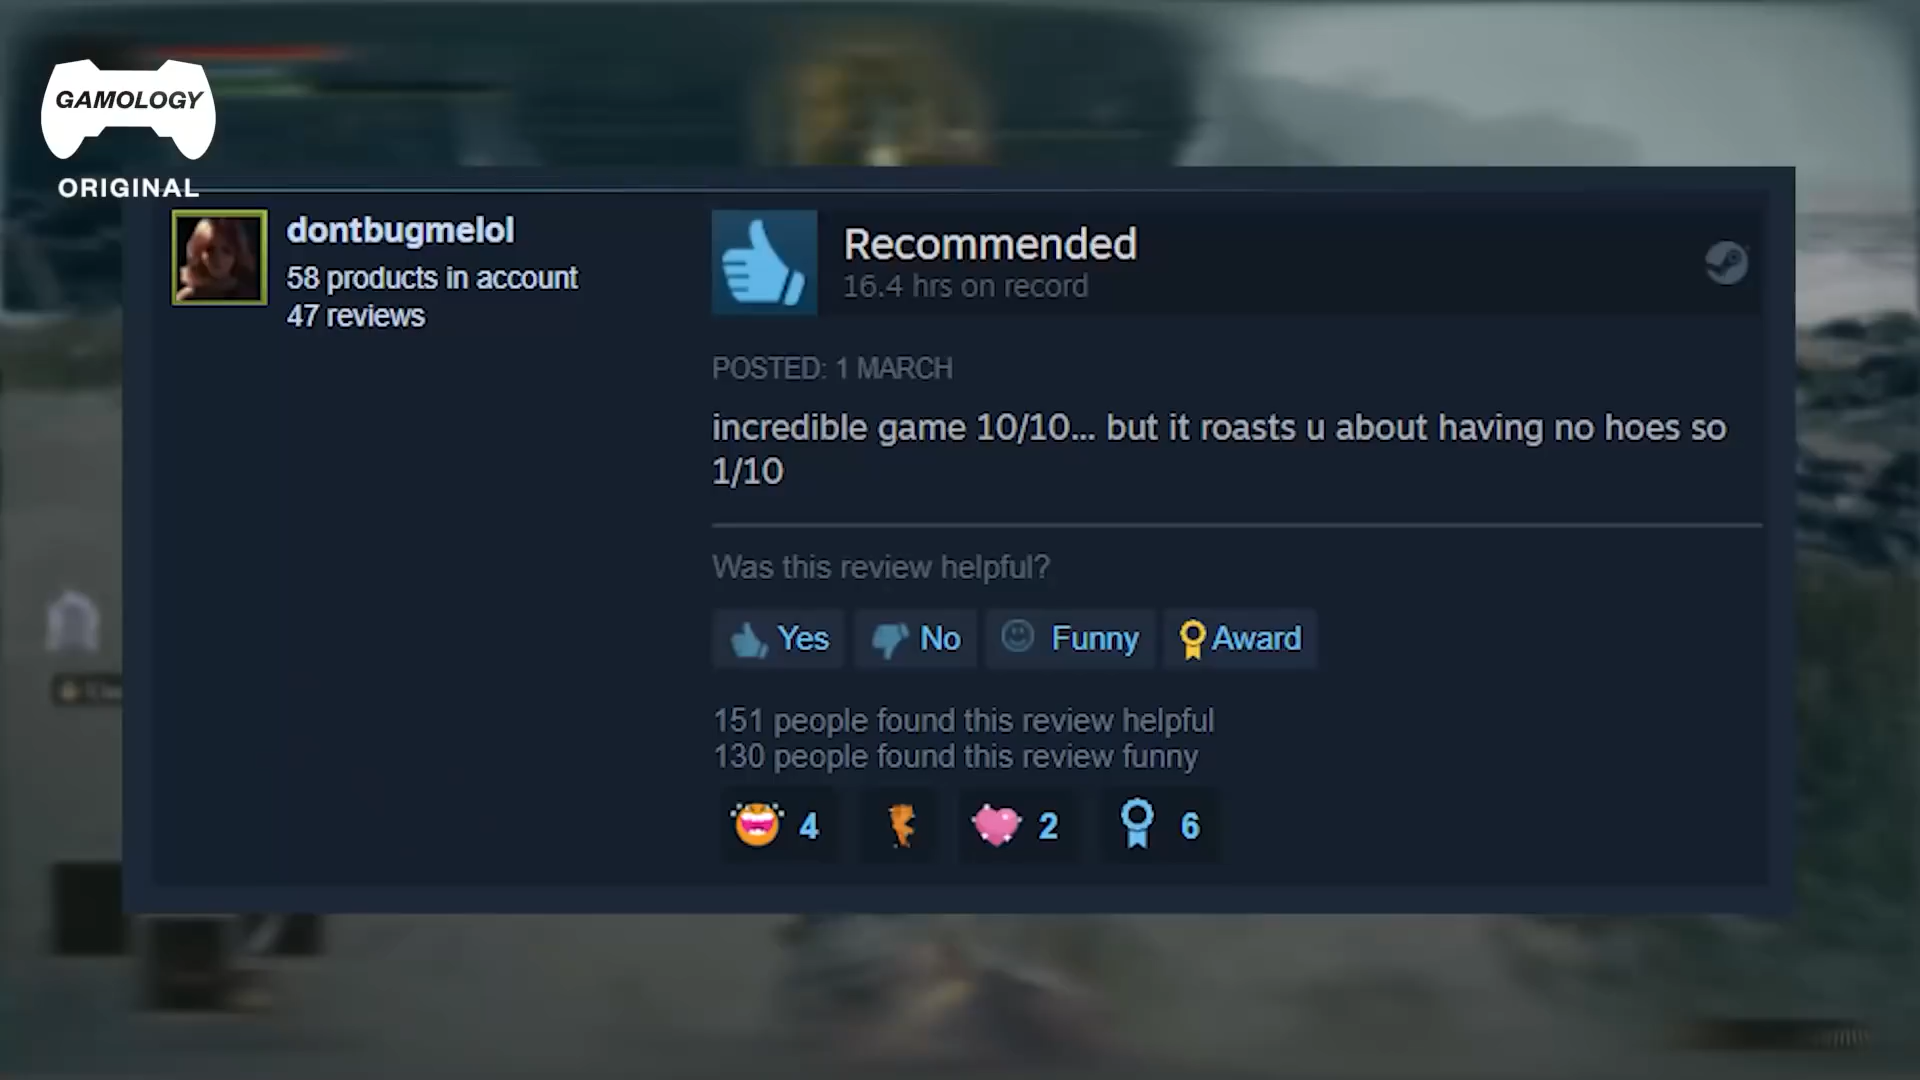 GAMOLOGY
ORIGINAL
dontbugmelol
58 products in account
47 reviews
Recommended
16.4 hrs on record
POSTED: 1 MARCH
incredible game 10/10... but it roasts u about having no hoes so
1/10
Was this review helpful?
Yes No Funny Award
151 people found this review helpful
130 people found this review funny
4 2 6